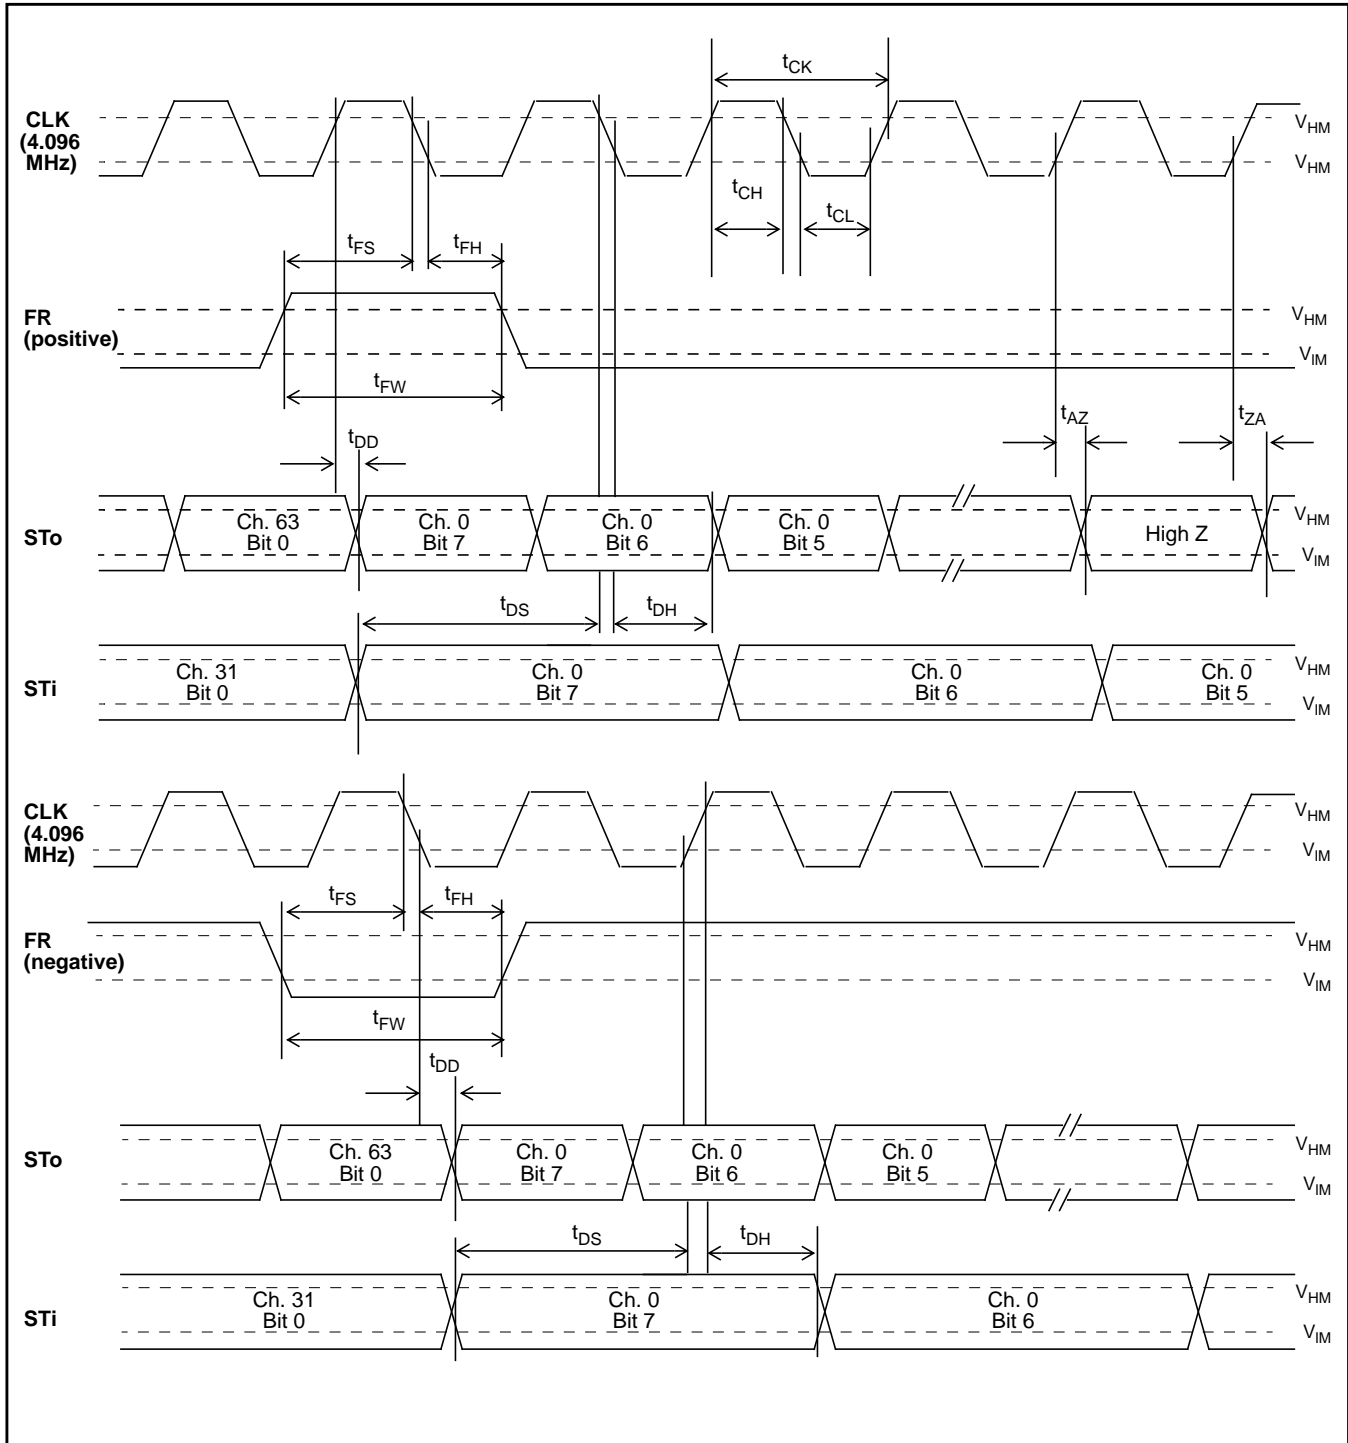 tCK
CLK
(4.096
MHz)
VHM
VHM
tCH
tCL
tFS
tFH
FR
(positive)
VHM
VIM
tFW
tAZ
tZA
tDD
STo
Ch. 63
Bit 0
Ch. 0
Bit 7
Ch. 0
Bit 6
Ch. 0
Bit 5
High Z
VHM
VIM
tDS
tDH
STi
Ch. 31
Bit 0
Ch. 0
Bit 7
Ch. 0
Bit 6
Ch. 0
Bit 5
VHM
VIM
CLK
(4.096
MHz)
VHM
VIM
tFS
tFH
FR
(negative)
VHM
VIM
tFW
tDD
STo
Ch. 63
Bit 0
Ch. 0
Bit 7
Ch. 0
Bit 6
Ch. 0
Bit 5
VHM
VIM
tDS
tDH
STi
Ch. 31
Bit 0
Ch. 0
Bit 7
Ch. 0
Bit 6
VHM
VIM